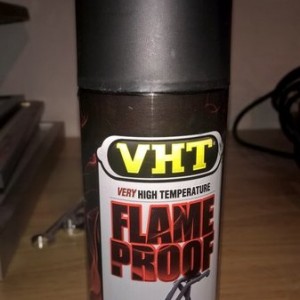 VHT
VERY HIGH TEMPERATURE
FLAME
PROOF